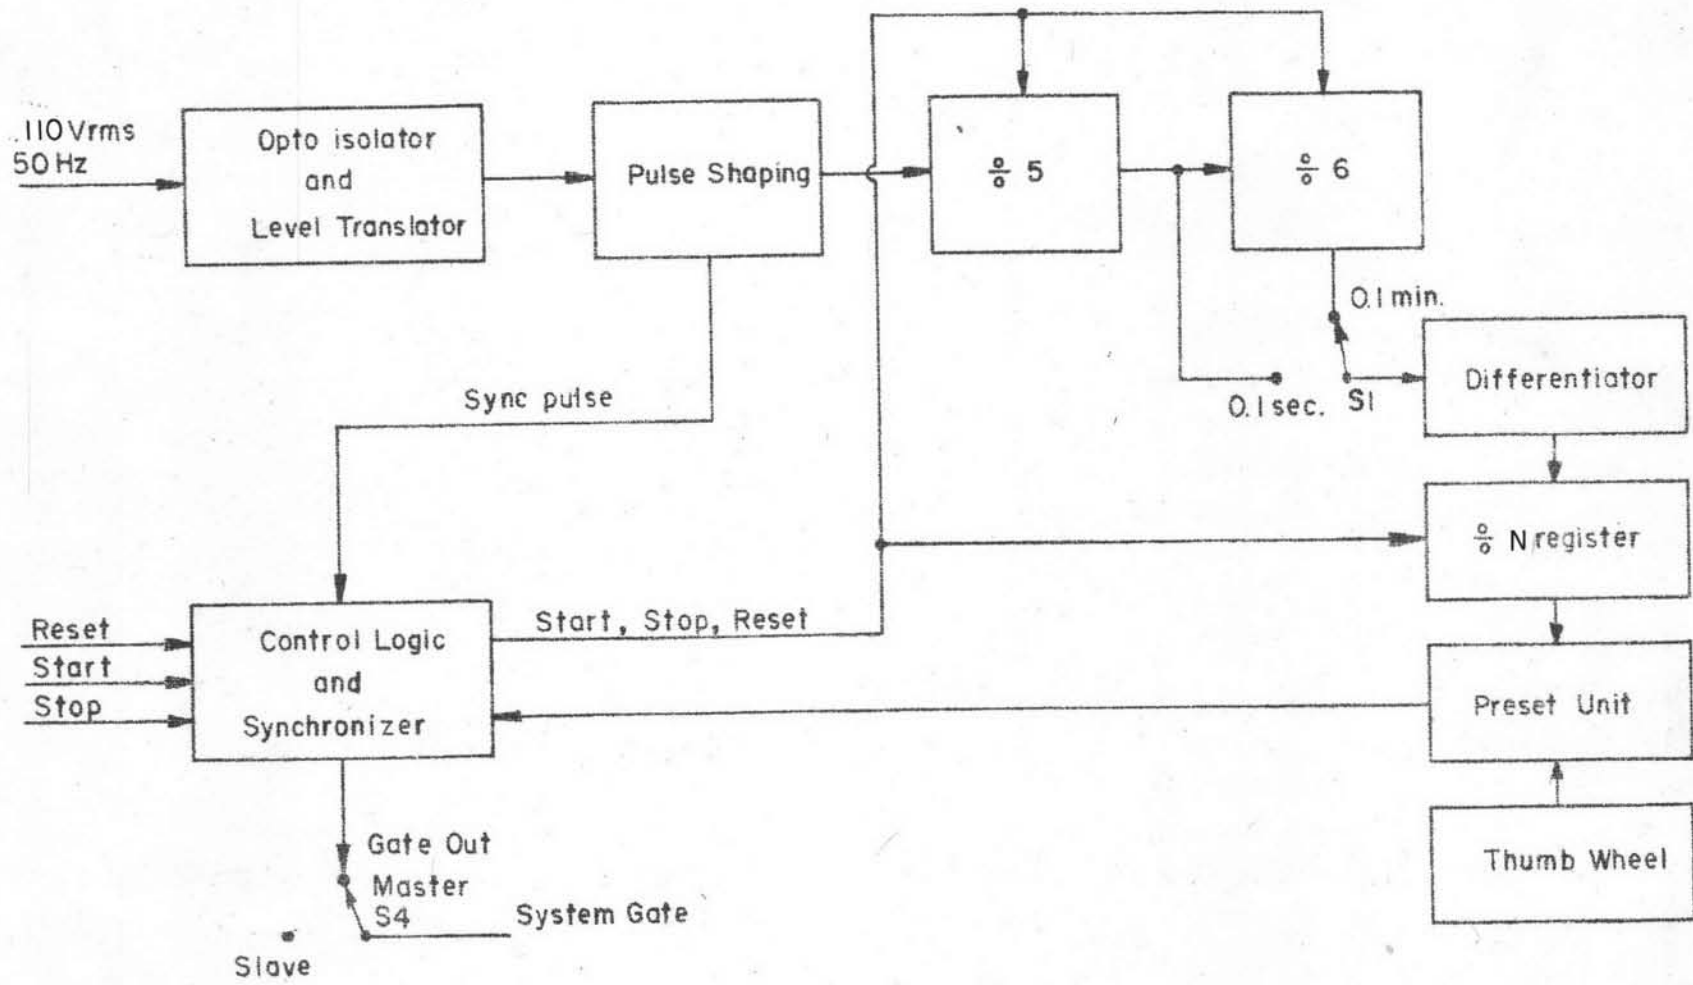 .110 Vrms
50 Hz
Opto isolator
and
Level Translator
Pulse Shaping
÷ 5
÷ 6
0.1 min.
0.1 sec.
S1
Differentiator
Sync pulse
÷ N register
Reset
Start
Stop
Control Logic
and
Synchronizer
Start, Stop, Reset
Preset Unit
Thumb Wheel
Gate Out
Master
S4
System Gate
Slave